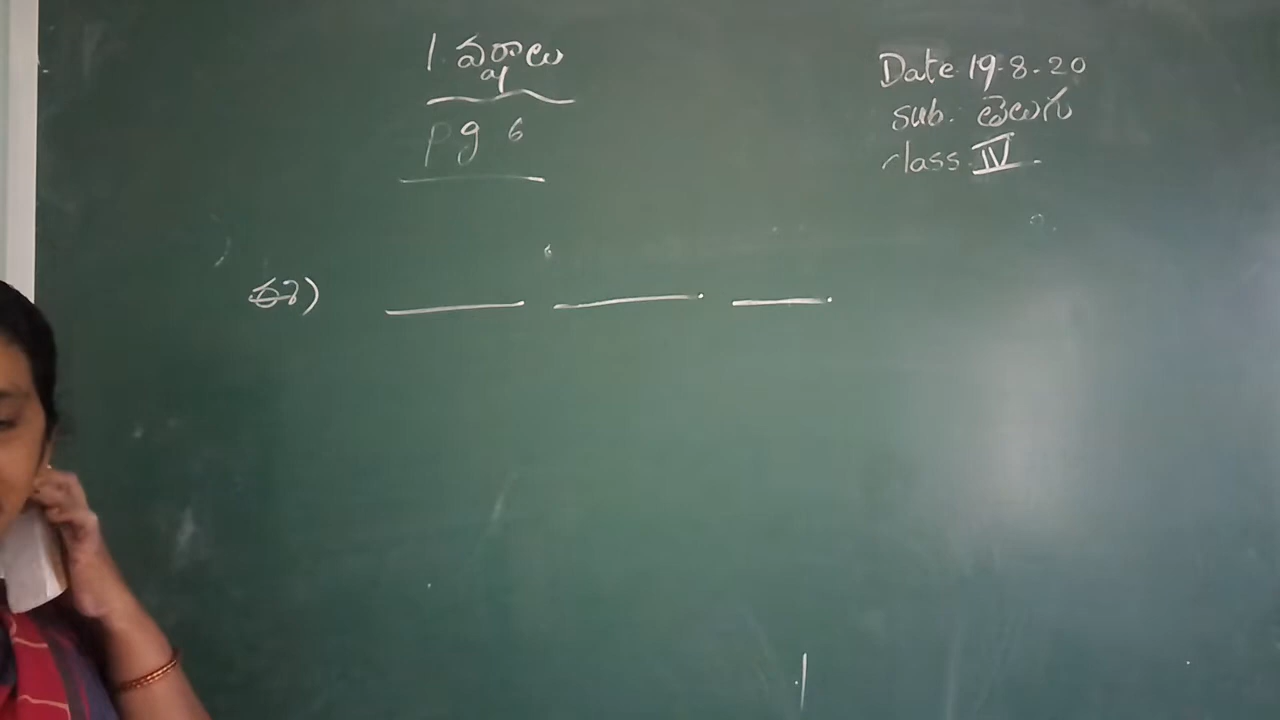 1. వర్ణాలు
pg 6
Date 19-8-20
sub. తెలుగు
class IV